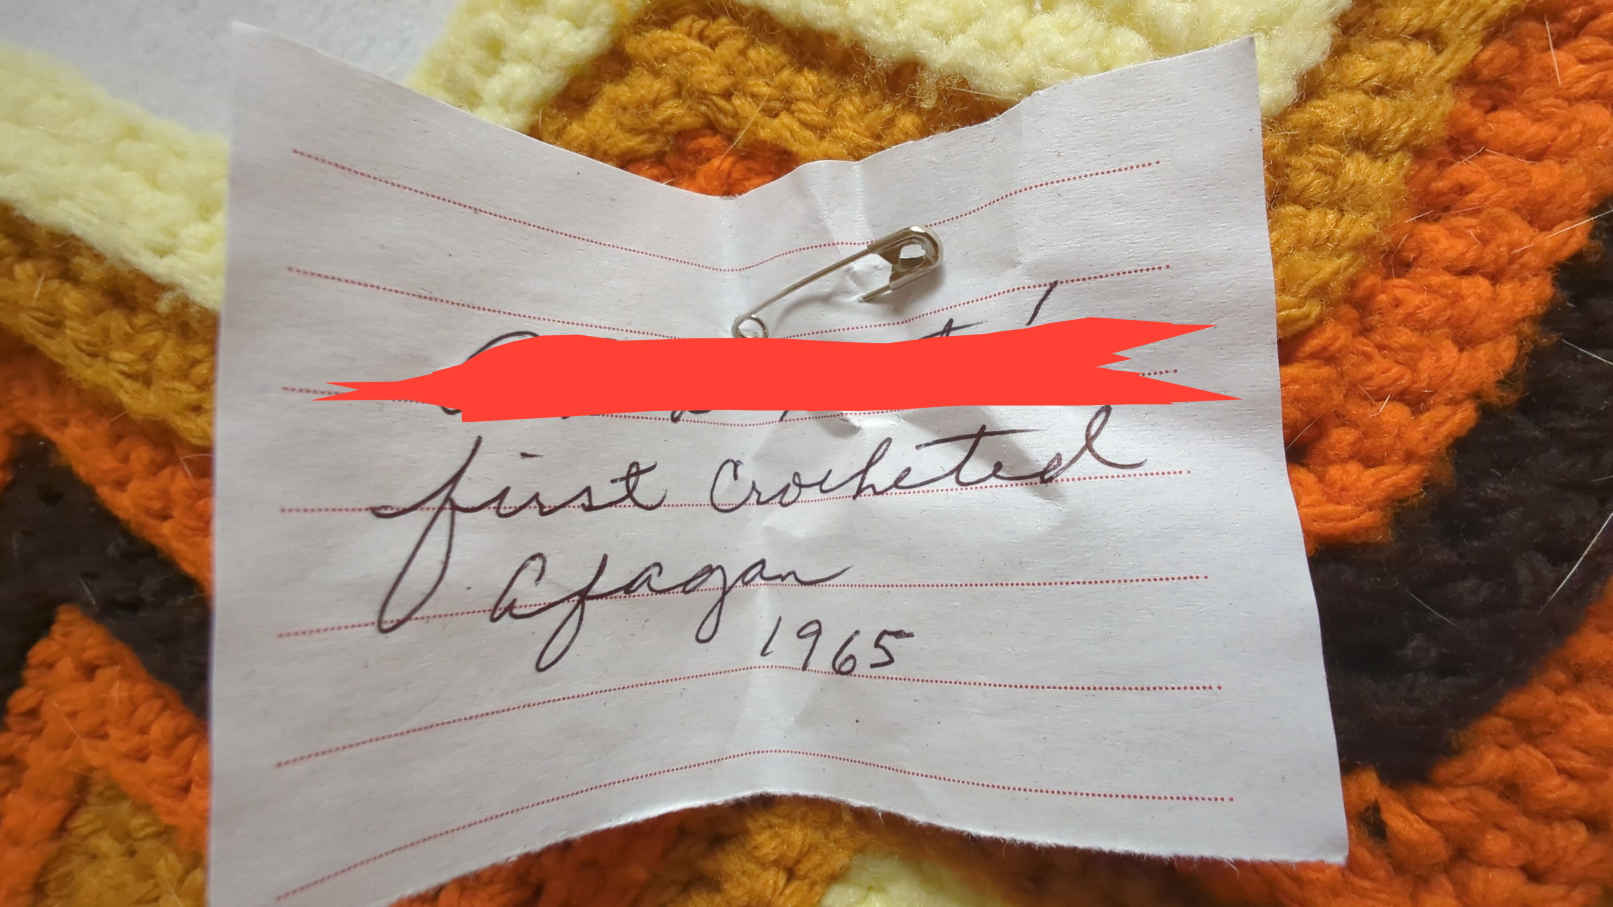 first crocheted
afagan
1965